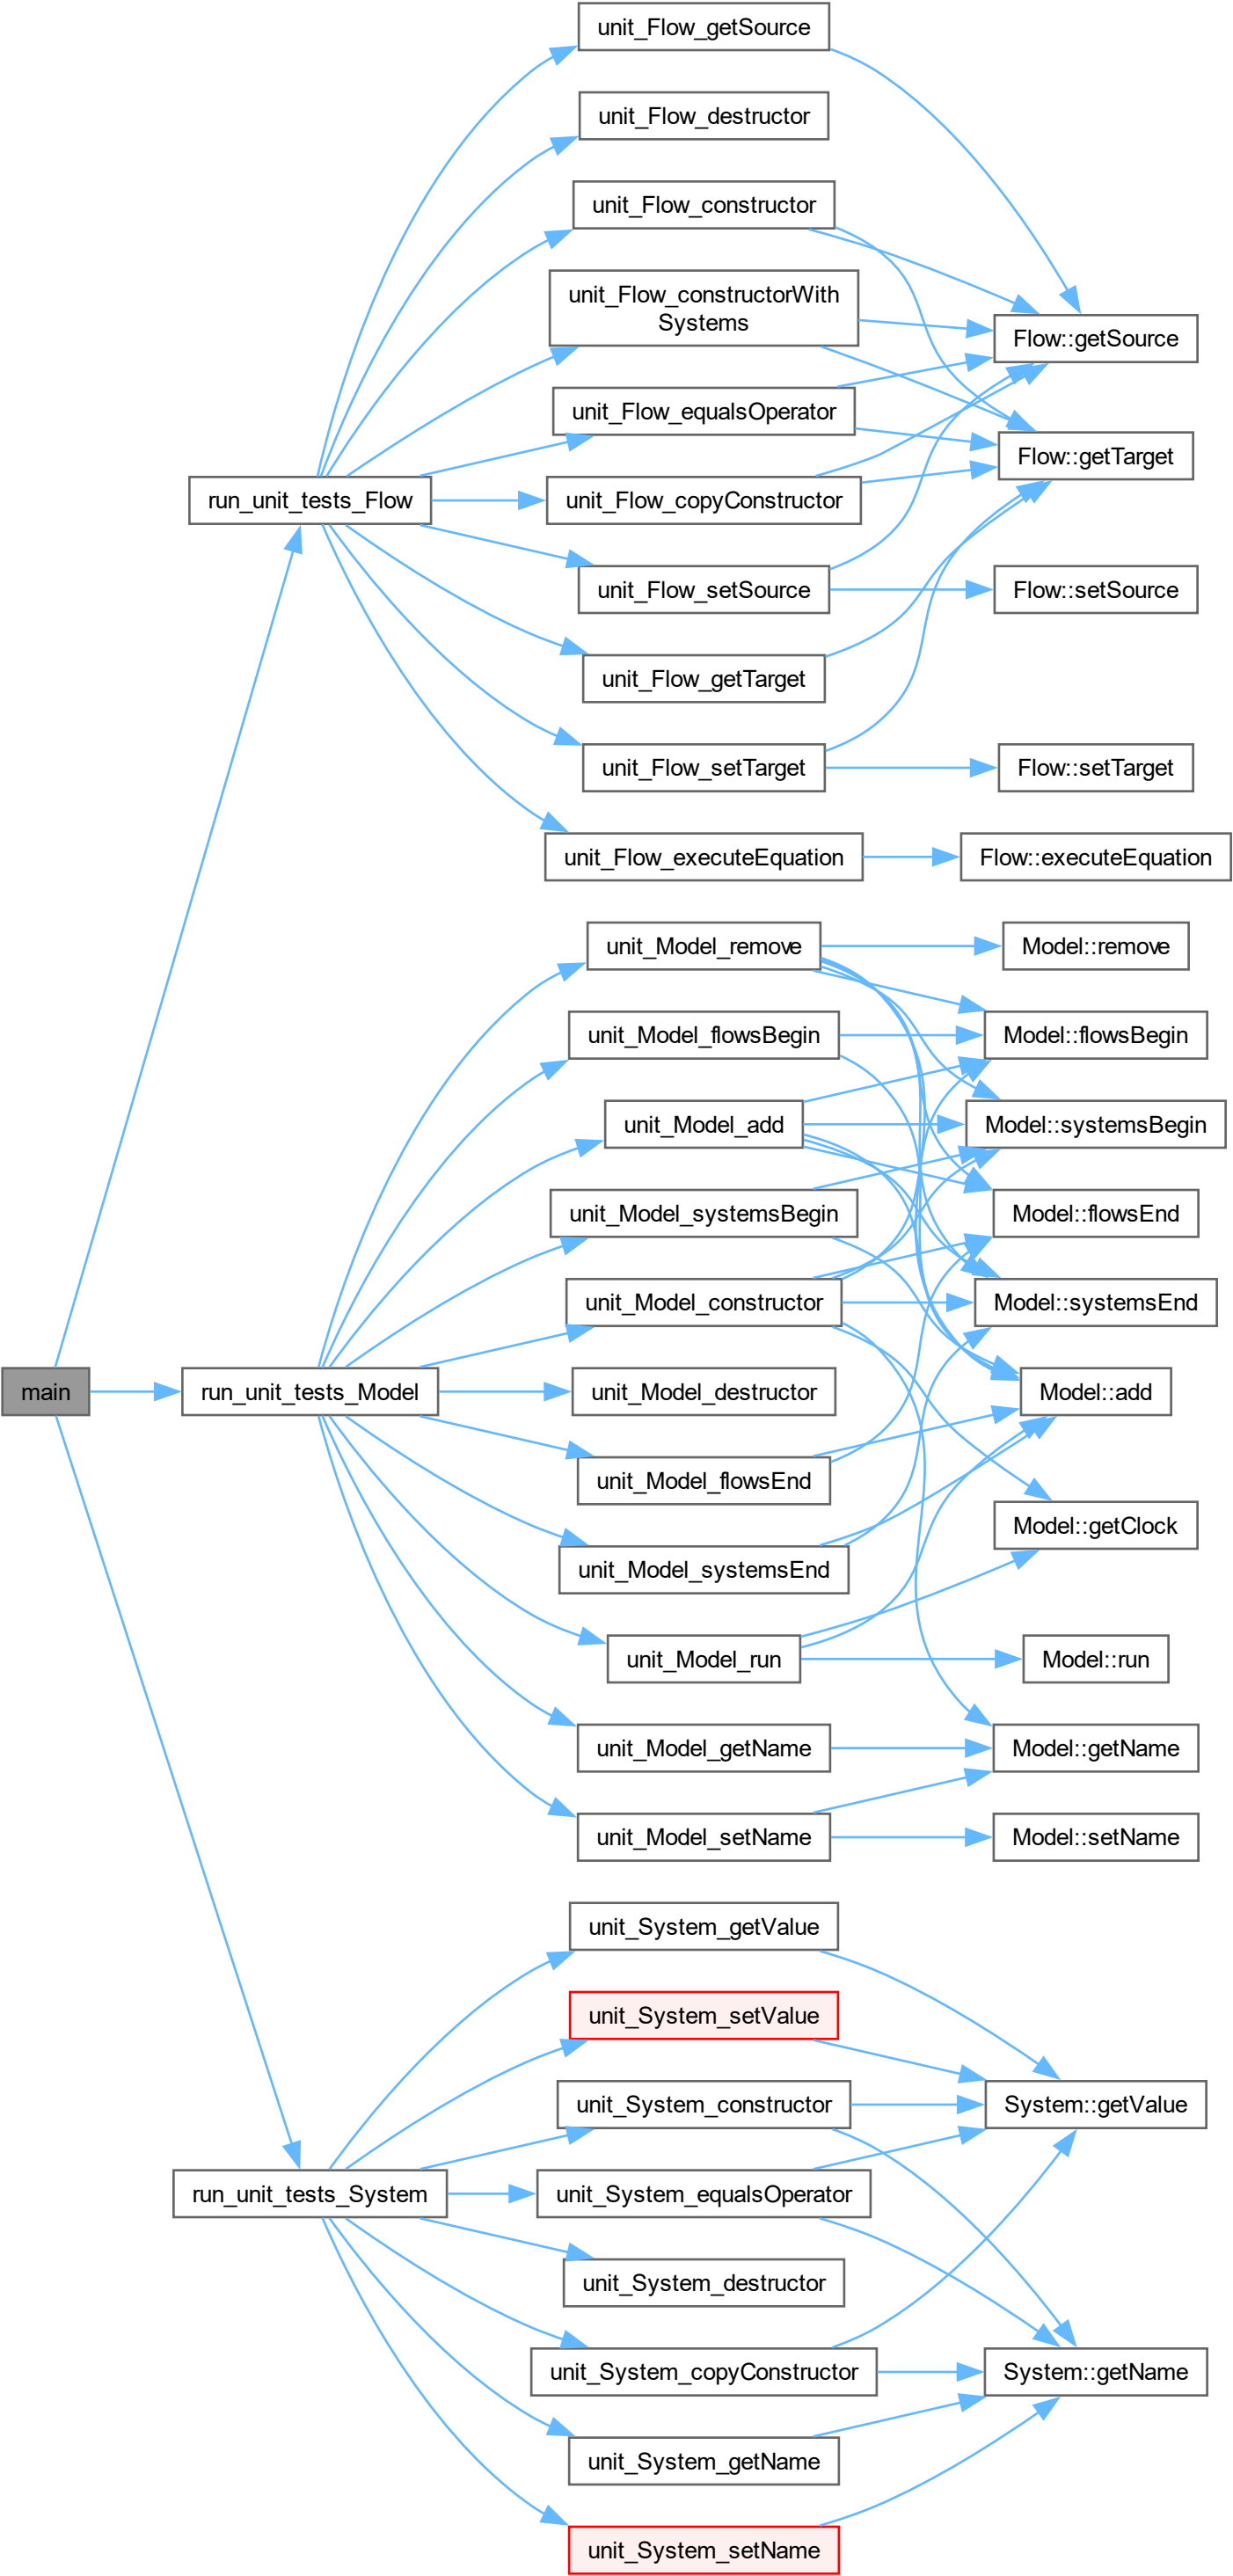 main
run_unit_tests_Flow
run_unit_tests_Model
run_unit_tests_System
unit_Flow_getSource
unit_Flow_destructor
unit_Flow_constructor
unit_Flow_constructorWith
Systems
unit_Flow_equalsOperator
unit_Flow_copyConstructor
unit_Flow_setSource
unit_Flow_getTarget
unit_Flow_setTarget
unit_Flow_executeEquation
unit_Model_remove
unit_Model_flowsBegin
unit_Model_add
unit_Model_systemsBegin
unit_Model_constructor
unit_Model_destructor
unit_Model_flowsEnd
unit_Model_systemsEnd
unit_Model_run
unit_Model_getName
unit_Model_setName
unit_System_getValue
unit_System_setValue
unit_System_constructor
unit_System_equalsOperator
unit_System_destructor
unit_System_copyConstructor
unit_System_getName
unit_System_setName
Flow::getSource
Flow::getTarget
Flow::setSource
Flow::setTarget
Flow::executeEquation
Model::remove
Model::flowsBegin
Model::systemsBegin
Model::flowsEnd
Model::systemsEnd
Model::add
Model::getClock
Model::run
Model::getName
Model::setName
System::getValue
System::getName